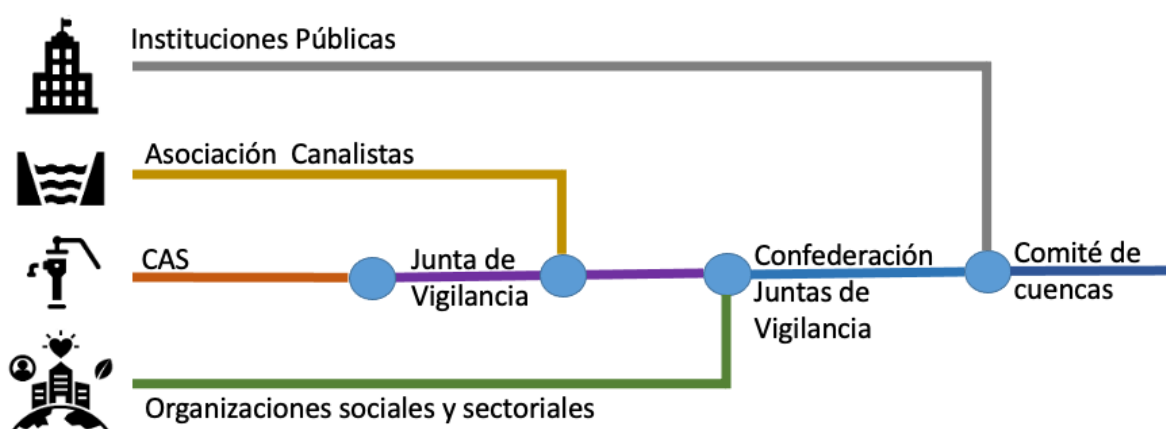 Instituciones Públicas
Asociación Canalistas
CAS
Junta de
Vigilancia
Confederación
Juntas de
Vigilancia
Comité de
cuencas
Organizaciones sociales y sectoriales